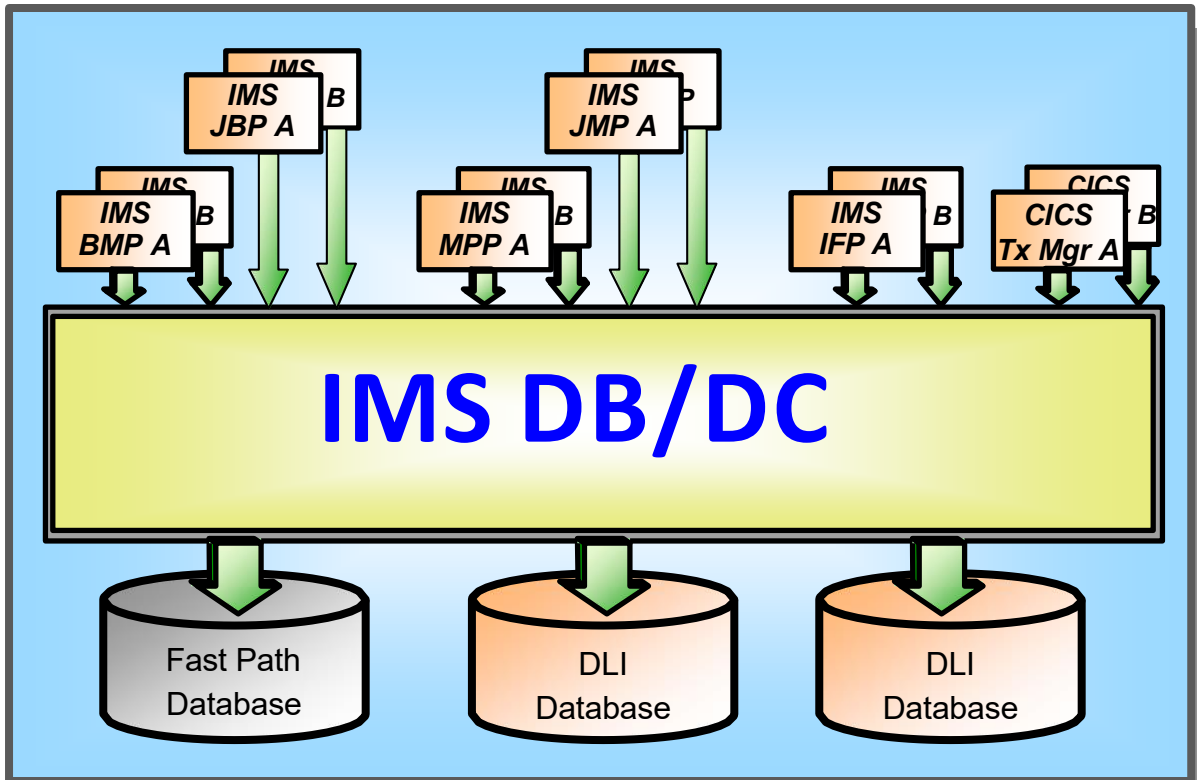 IMS
B
IMS
JBP A
IMS
P
IMS
JMP A
IMS
B
IMS
BMP A
IMS
B
IMS
MPP A
IMS
B
IMS
IFP A
CICS
B
CICS
Tx Mgr A
IMS DB/DC
Fast Path
Database
DLI
Database
DLI
Database